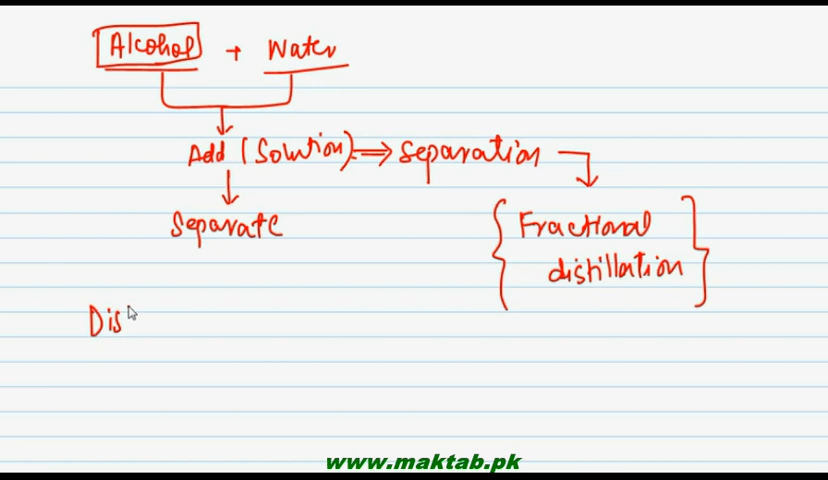 Alcohol + Water
Add (Solution) ⇒ Separation
Separate
Fractional
distillation
Dis
www.maktab.pk